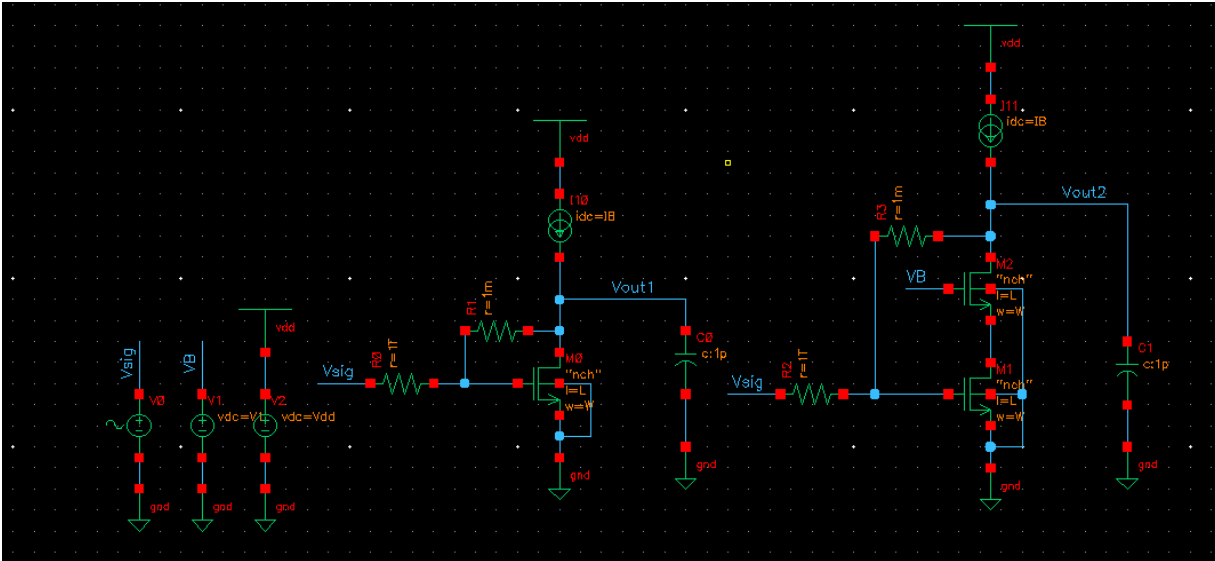 Vsig
V0
gnd
VB
V1
vdc=V1
gnd
vdd
V2
vdc=Vdd
gnd
Vsig
R0
r=1T
R1
r=1m
vdd
I10
idc=IB
Vout1
M0
"nch"
l=L
w=W
gnd
C0
c:1p
gnd
Vsig
R2
r=1T
R3
r=1m
vdd
I11
idc=IB
Vout2
VB
M2
"nch"
l=L
w=W
M1
"nch"
l=L
w=W
gnd
C1
c:1p
gnd